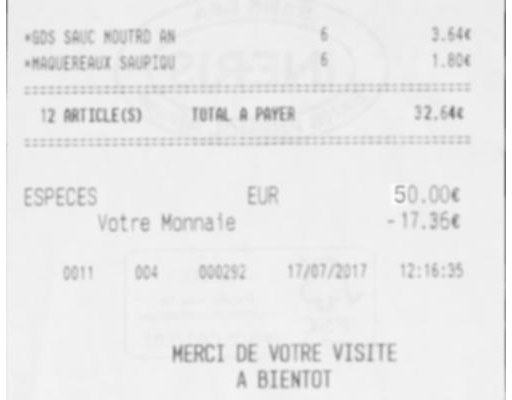 *GDS SAUC MOUTRD AN 6 3.64€
*MAQUEREAUX SAUPIQU 6 1.80€
12 ARTICLE(S) TOTAL A PAYER 32.64€
ESPECES EUR 50.00€
Votre Monnaie -17.36€
0011 004 000292 17/07/2017 12:16:35
MERCI DE VOTRE VISITE
A BIENTOT